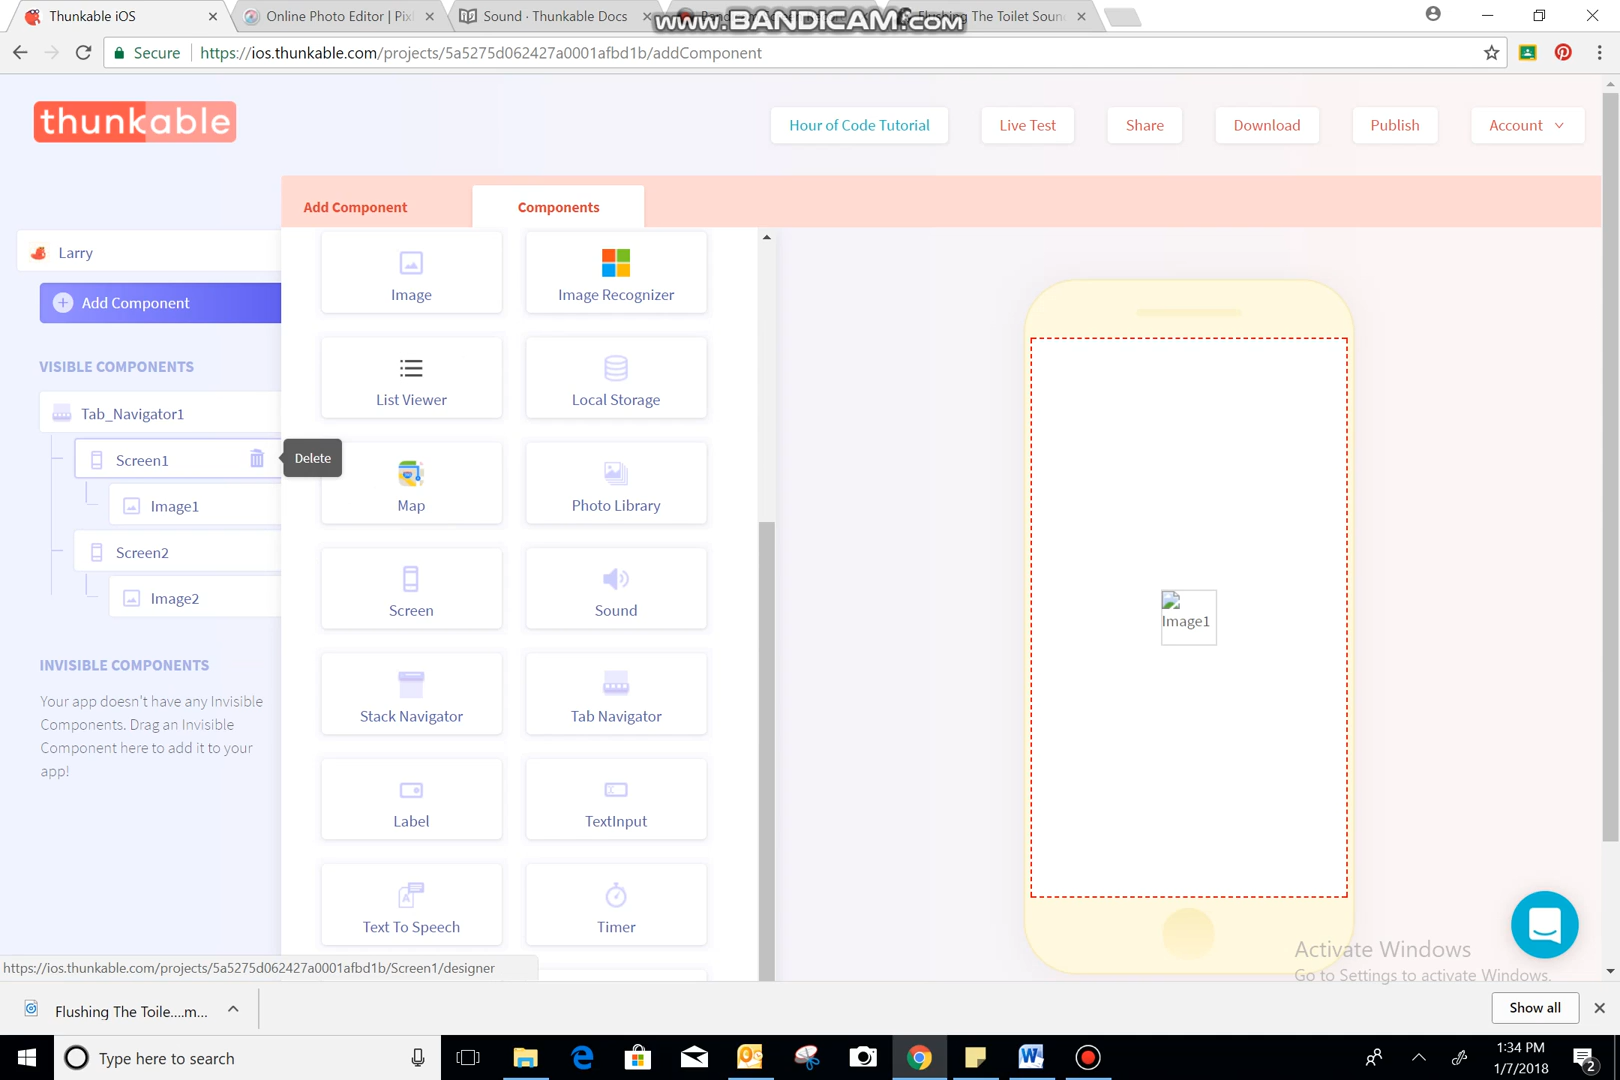 Thunkable iOS
Online Photo Editor | Pix
Sound · Thunkable Docs
www.BANDICAM.com
Flushing The Toilet Soun
Secure
https://ios.thunkable.com/projects/5a5275d062427a0001afbd1b/addComponent
thunkable
Hour of Code Tutorial
Live Test
Share
Download
Publish
Account
Add Component
Components
Larry
Add Component
VISIBLE COMPONENTS
Tab_Navigator1
Screen1
Delete
Image1
Screen2
Image2
INVISIBLE COMPONENTS
Your app doesn't have any Invisible
Components. Drag an Invisible
Component here to add it to your
app!
Image
Image Recognizer
List Viewer
Local Storage
Map
Photo Library
Screen
Sound
Stack Navigator
Tab Navigator
Label
TextInput
Text To Speech
Timer
Image1
Activate Windows
Go to Settings to activate Windows.
https://ios.thunkable.com/projects/5a5275d062427a0001afbd1b/Screen1/designer
Flushing The Toile....m...
Show all
Type here to search
1:34 PM
1/7/2018
2